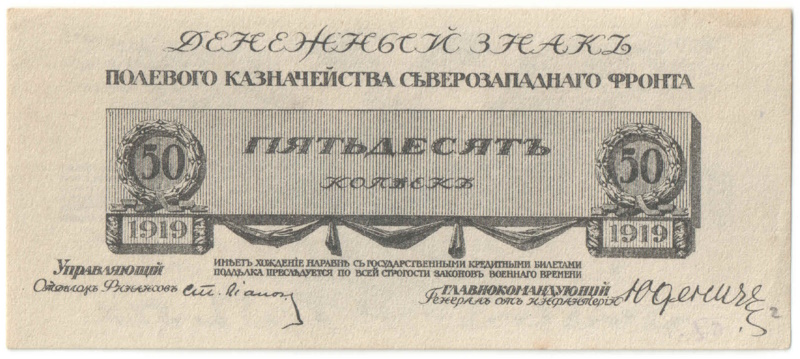 ДЕНЕЖНЫЙ ЗНАКЪ
ПОЛЕВОГО КАЗНАЧЕЙСТВА СѢВЕРОЗАПАДНАГО ФРОНТА
50 ПЯТЬДЕСЯТЪ 50
КОПѢЕКЪ
1919 1919
ИМѢЕТЪ ХОЖДЕНІЕ НАРАВНѢ СЪ ГОСУДАРСТВЕННЫМИ КРЕДИТНЫМИ БИЛЕТАМИ
ПОДДѢЛКА ПРЕСЛѢДУЕТСЯ ПО ВСЕЙ СТРОГОСТИ ЗАКОНОВЪ ВОЕННАГО ВРЕМЕНИ
Управляющій
Отдѣломъ Финансовъ
ГЛАВНОКОМАНДУЮЩІЙ
Генералъ отъ инфантеріи Юденичъ